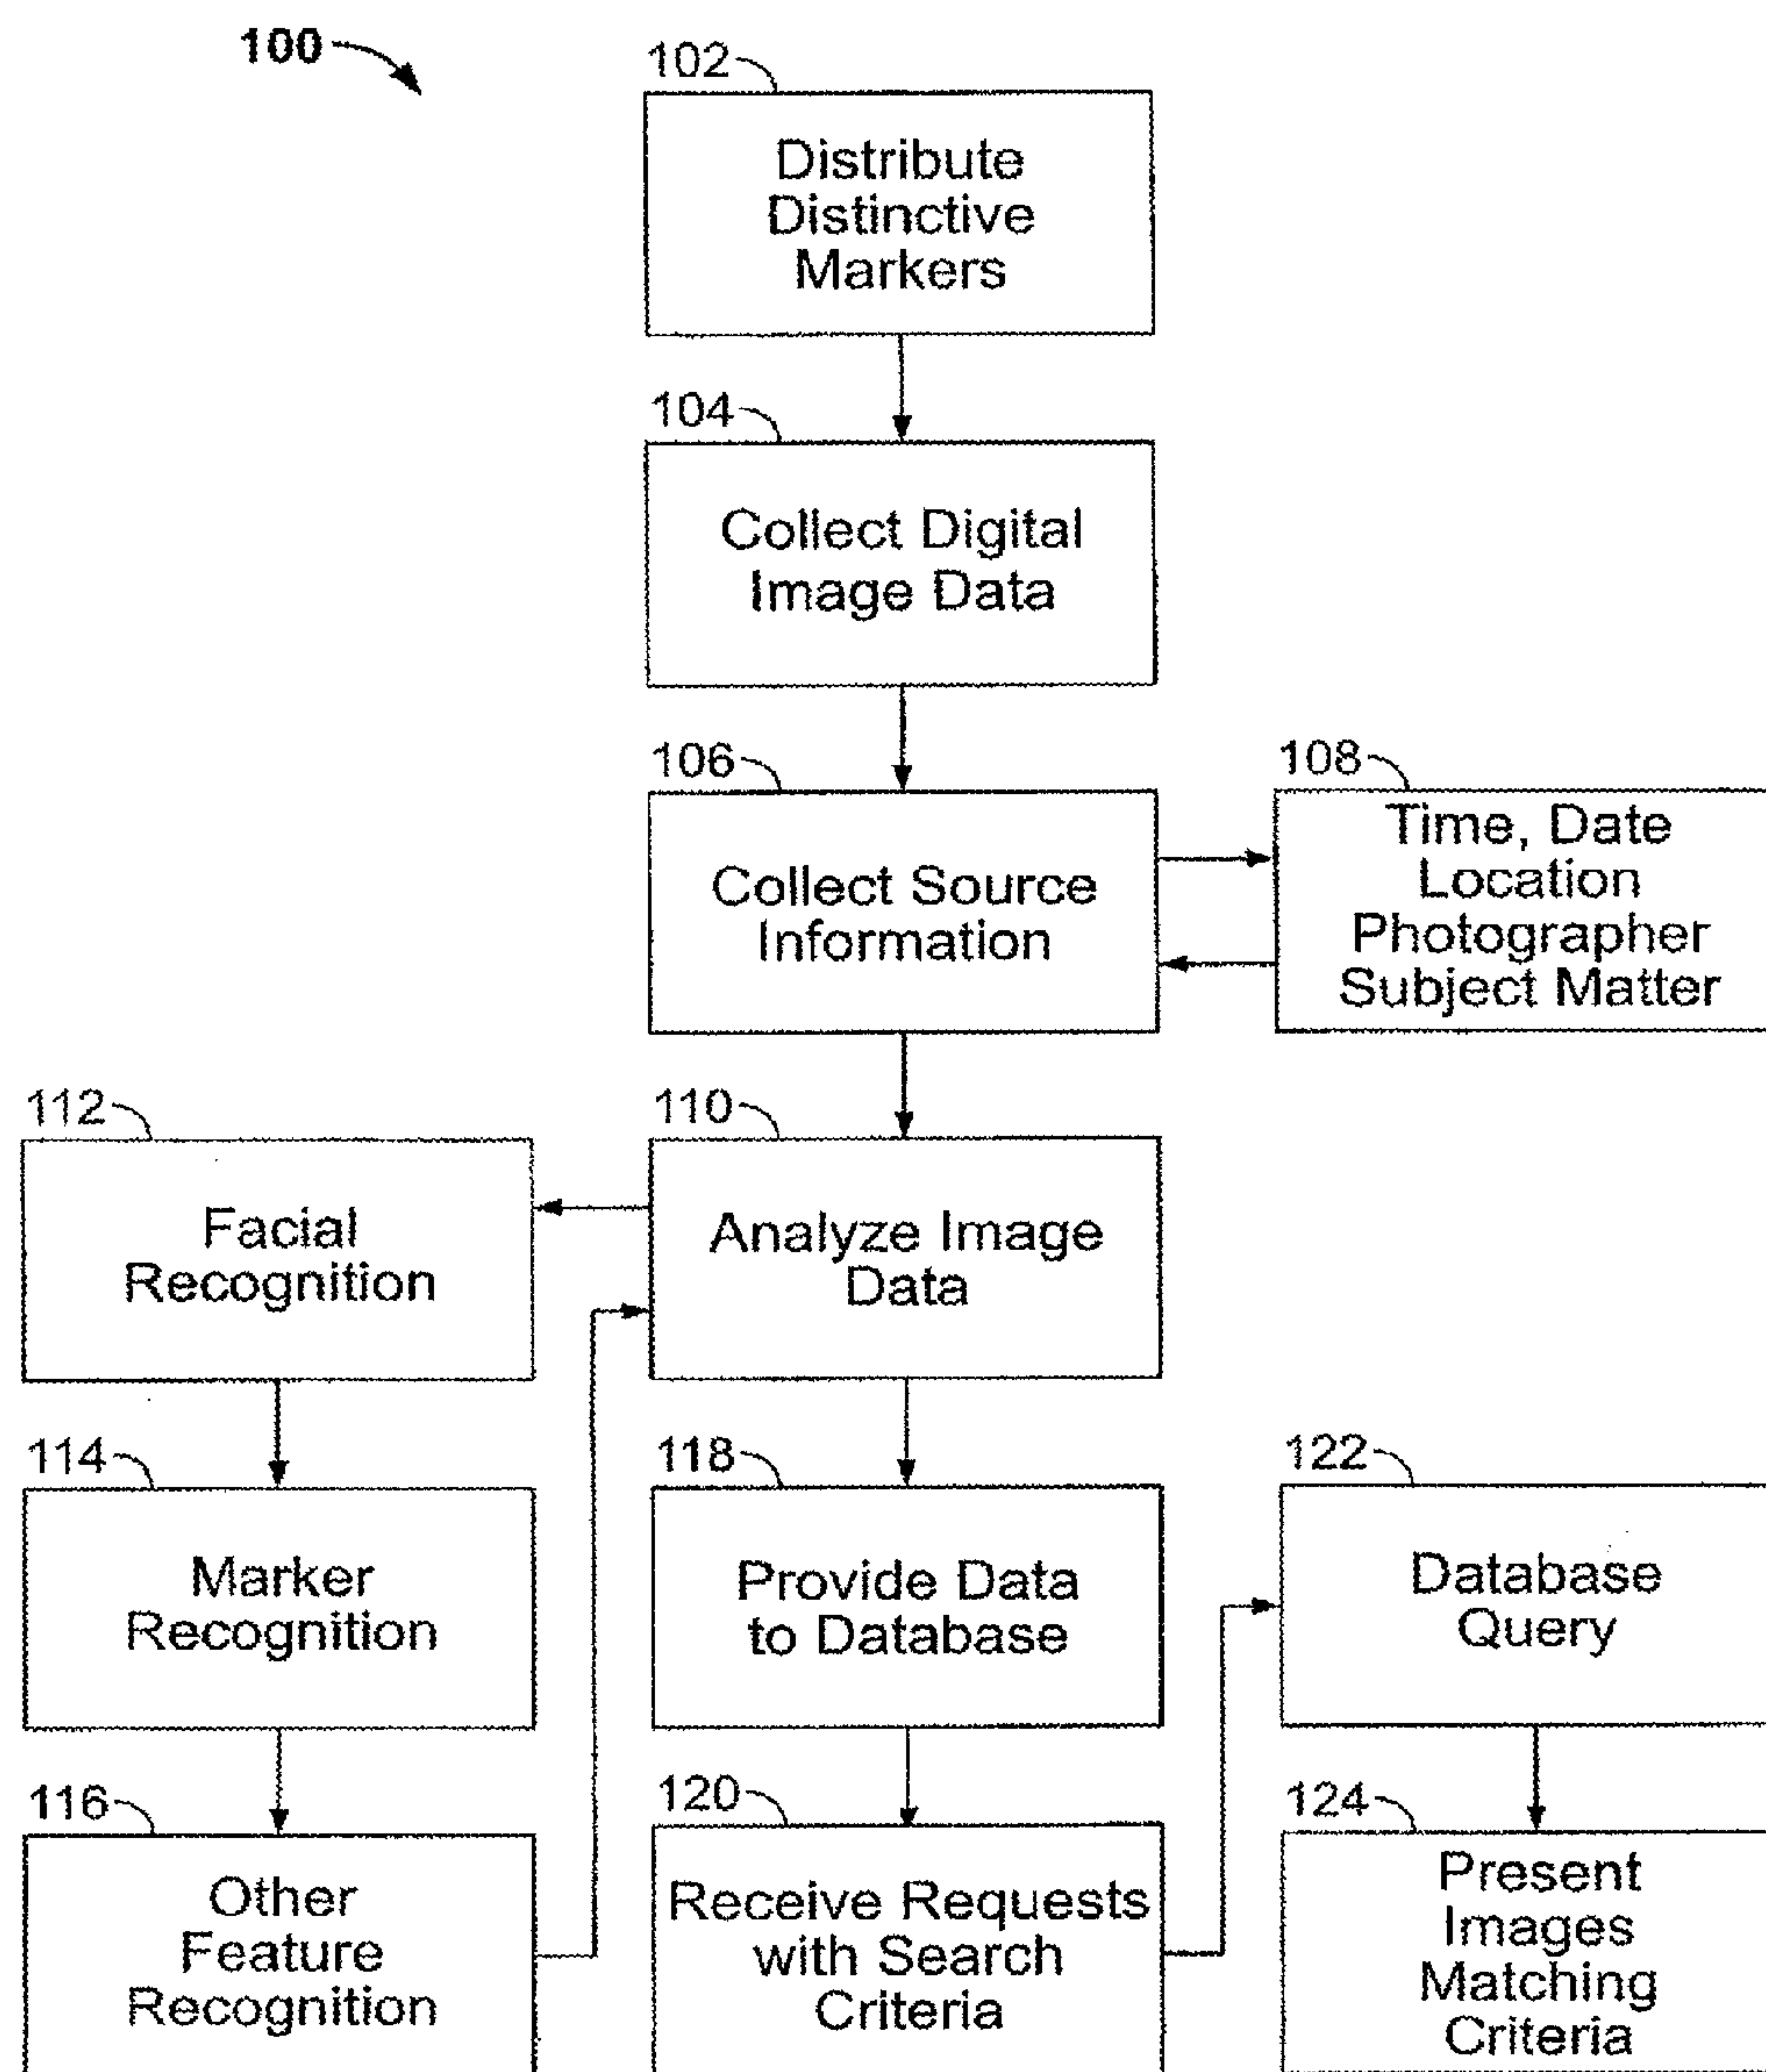 100
102
Distribute
Distinctive
Markers
104
Collect Digital
Image Data
106
Collect Source
Information
108
Time, Date
Location
Photographer
Subject Matter
112
Facial
Recognition
110
Analyze Image
Data
114
Marker
Recognition
118
Provide Data
to Database
122
Database
Query
116
Other
Feature
Recognition
120
Receive Requests
with Search
Criteria
124
Present
Images
Matching
Criteria